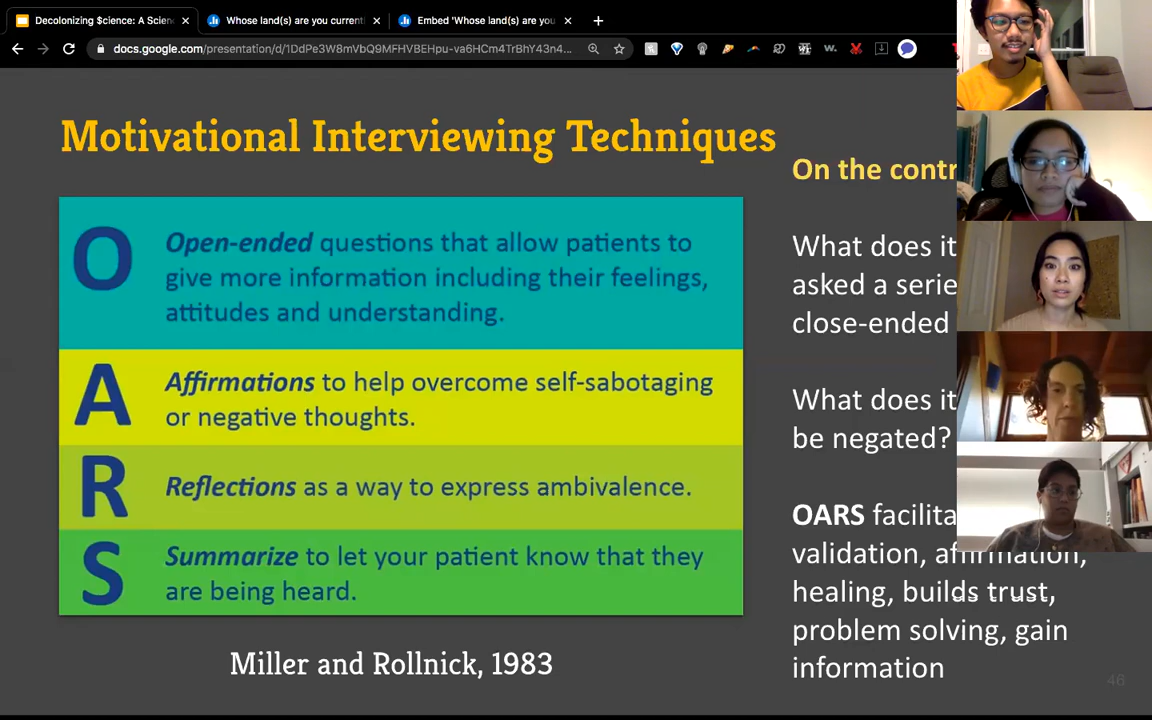 Decolonizing $cience: A Scien
Whose land(s) are you current
Embed 'Whose land(s) are you
docs.google.com/presentation/d/1DdPe3W8mVbQ9MFHVBEHpu-va6HCm4TrBhY43n4...
Motivational Interviewing Techniques
O
Open-ended questions that allow patients to
give more information including their feelings,
attitudes and understanding.
A
Affirmations to help overcome self-sabotaging
or negative thoughts.
R
Reflections as a way to express ambivalence.
S
Summarize to let your patient know that they
are being heard.
Miller and Rollnick, 1983
On the contr
What does it
asked a serie
close-ended
What does it
be negated?
OARS facilita
validation, affirmation,
healing, builds trust,
problem solving, gain
information
46